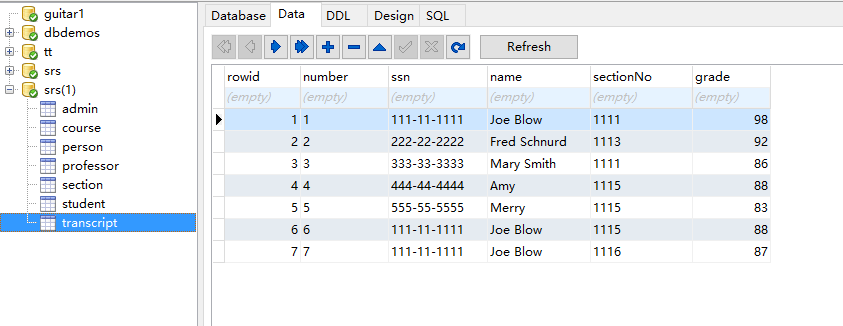 guitar1
dbdemos
tt
srs
srs(1)
admin
course
person
professor
section
student
transcript
Database Data DDL Design SQL
Refresh
rowid number ssn name sectionNo grade
(empty) (empty) (empty) (empty) (empty) (empty)
1 1 111-11-1111 Joe Blow 1111 98
2 2 222-22-2222 Fred Schnurd 1113 92
3 3 333-33-3333 Mary Smith 1111 86
4 4 444-44-4444 Amy 1115 88
5 5 555-55-5555 Merry 1115 83
6 6 111-11-1111 Joe Blow 1115 88
7 7 111-11-1111 Joe Blow 1116 87